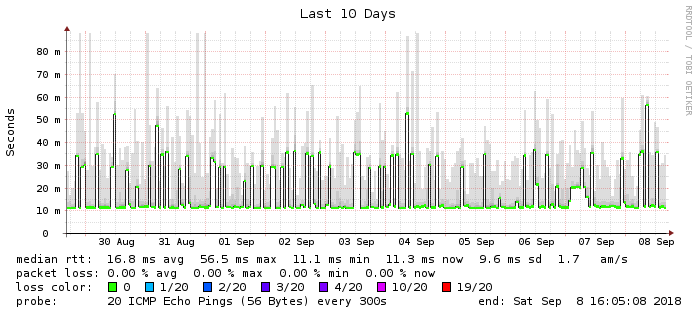 Last 10 Days
RRDTOOL / TOBI OETIKER
Seconds
80 m
70 m
60 m
50 m
40 m
30 m
20 m
10 m
0
30 Aug 31 Aug 01 Sep 02 Sep 03 Sep 04 Sep 05 Sep 06 Sep 07 Sep 08 Sep
median rtt: 16.8 ms avg 56.5 ms max 11.1 ms min 11.3 ms now 9.6 ms sd 1.7 am/s
packet loss: 0.00 % avg 0.00 % max 0.00 % min 0.00 % now
loss color: 0 1/20 2/20 3/20 4/20 10/20 19/20
probe: 20 ICMP Echo Pings (56 Bytes) every 300s end: Sat Sep 8 16:05:08 2018